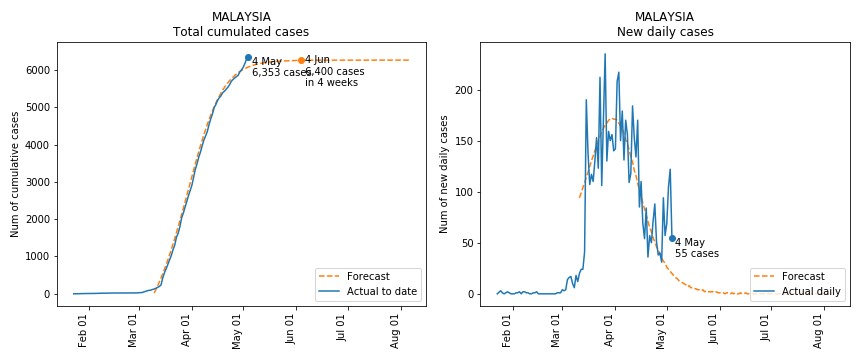 MALAYSIA
Total cumulated cases
Num of cumulative cases
6000
5000
4000
3000
2000
1000
0
4 May
6,353 cases
4 Jun
6,400 cases
in 4 weeks
Forecast
Actual to date
Feb 01
Mar 01
Apr 01
May 01
Jun 01
Jul 01
Aug 01
MALAYSIA
New daily cases
Num of new daily cases
200
150
100
50
0
4 May
55 cases
Forecast
Actual daily
Feb 01
Mar 01
Apr 01
May 01
Jun 01
Jul 01
Aug 01